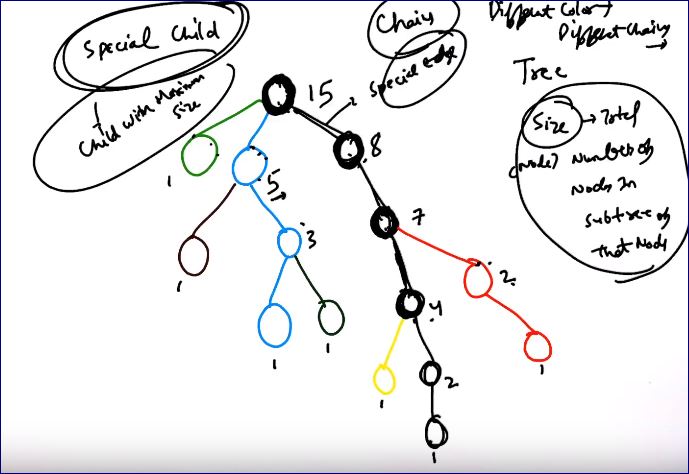 Special Child
Child with Maximum
Size
Chains
Special Edge
Different Color →
Different Chains
→
Tree
Size → Total
(Node) Number of
Nodes In
subtree of
that Node
15
8
1
5
3
7
1
2
4
1
1
1
1
2
1